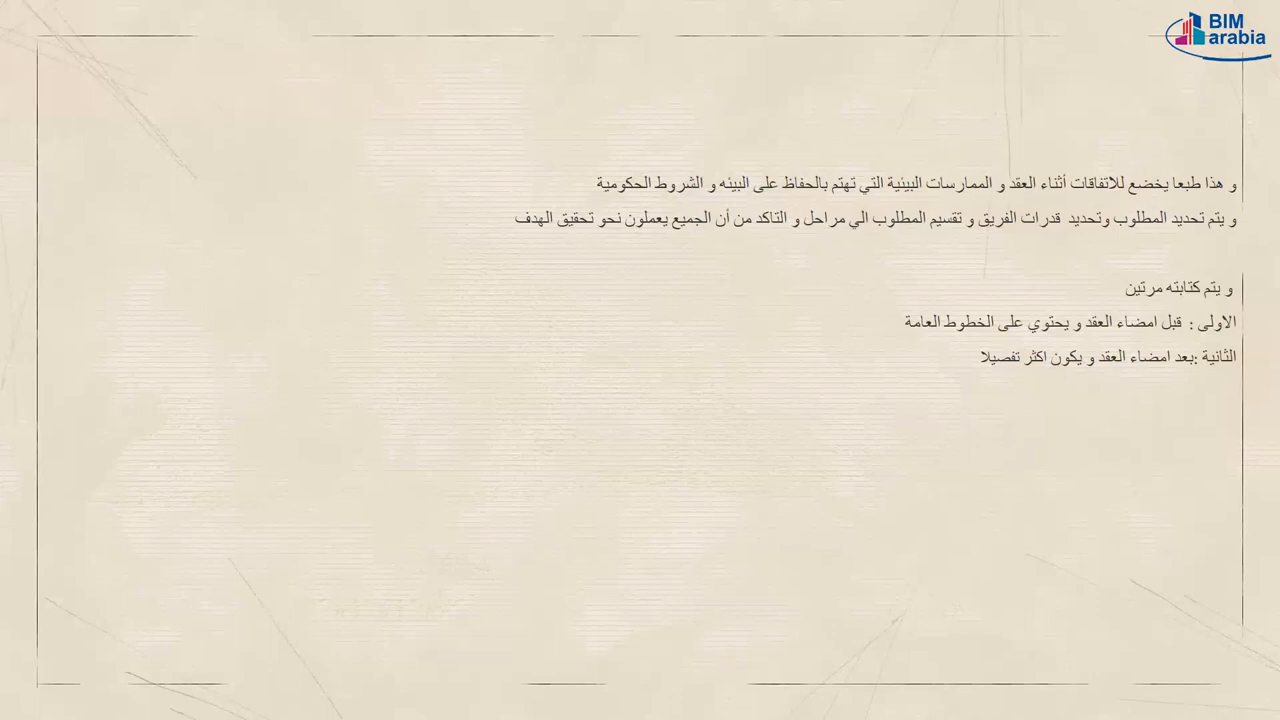 BIM
arabia
و هذا طبعا يخضع للاتفاقات أثناء العقد و الممارسات البيئية التي تهتم بالحفاظ على البيئه و الشروط الحكومية
و يتم تحديد المطلوب وتحديد قدرات الفريق و تقسيم المطلوب الي مراحل و التاكد من أن الجميع يعملون نحو تحقيق الهدف
و يتم كتابته مرتين
الاولى : قبل امضاء العقد و يحتوي على الخطوط العامة
الثانية :بعد امضاء العقد و يكون اكثر تفصيلا